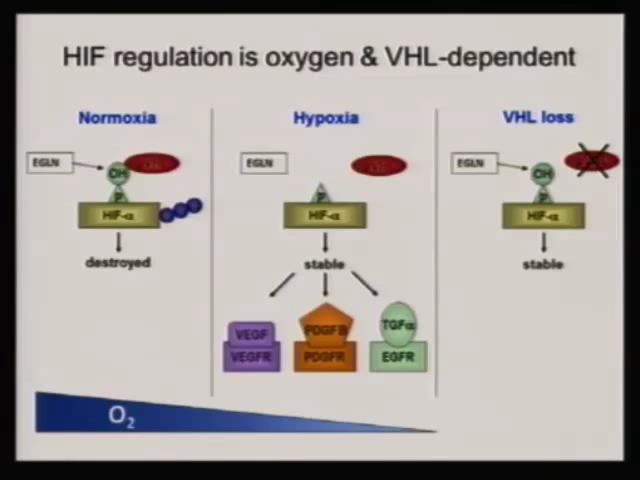 HIF regulation is oxygen & VHL-dependent
Normoxia
Hypoxia
VHL loss
EGLN
OH
P
HIF-α
destroyed
EGLN
P
HIF-α
stable
VEGF
VEGFR
PDGFB
PDGFR
TGFα
EGFR
EGLN
OH
P
HIF-α
stable
O2